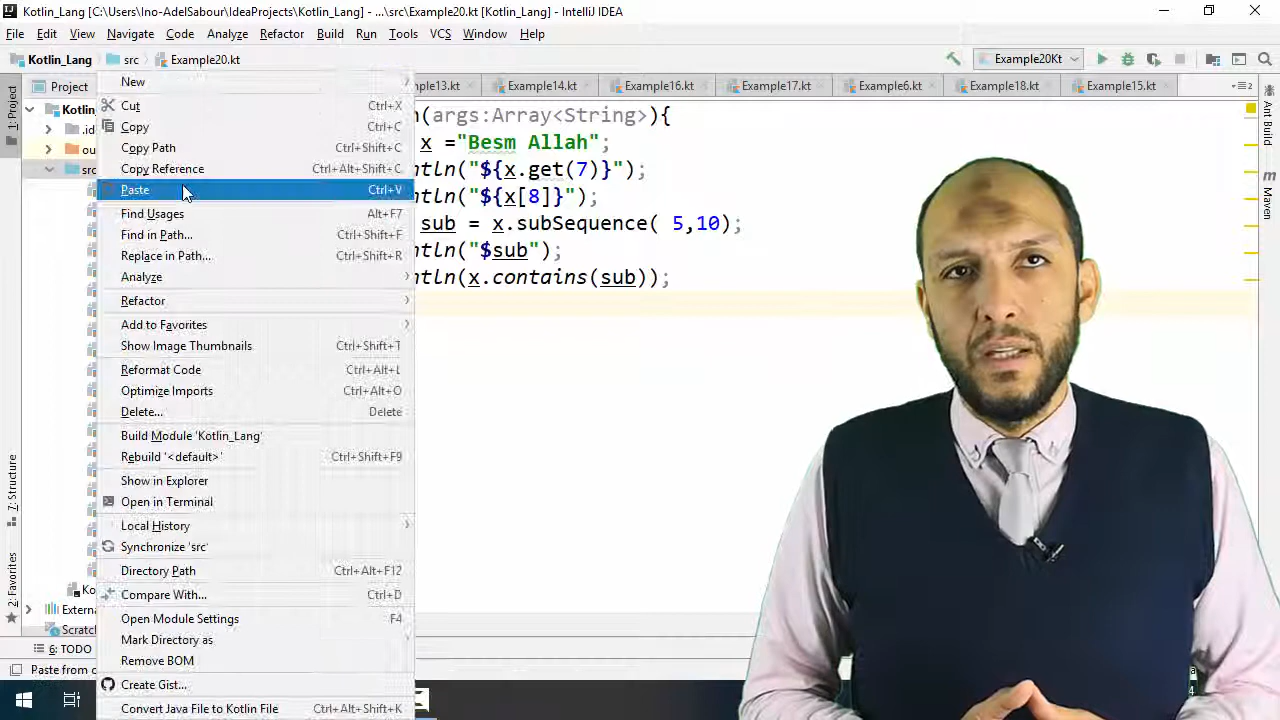 Kotlin_Lang [C:\Users\Ino-AdelSabour\IdeaProjects\Kotlin_Lang] - ...\src\Example20.kt [Kotlin_Lang] - IntelliJ IDEA
File Edit View Navigate Code Analyze Refactor Build Run Tools VCS Window Help
Kotlin_Lang src Example20.kt Example20Kt
Project Example14.kt Example16.kt Example17.kt Example6.kt Example18.kt Example15.kt
1: Project
7: Structure
2: Favorites
Ant Build
Maven
Kotlin
src
Scratch
New
Cut Ctrl+X
Copy Ctrl+C
Copy Path Ctrl+Shift+C
Copy Reference Ctrl+Alt+Shift+C
Paste Ctrl+V
Find Usages Alt+F7
Find in Path... Ctrl+Shift+F
Replace in Path... Ctrl+Shift+R
Analyze
Refactor
Add to Favorites
Show Image Thumbnails Ctrl+Shift+T
Reformat Code Ctrl+Alt+L
Optimize Imports Ctrl+Alt+O
Delete... Delete
Build Module 'Kotlin_Lang'
Rebuild '<default>' Ctrl+Shift+F9
Show in Explorer
Open in Terminal
Local History
Synchronize 'src'
Directory Path Ctrl+Alt+F12
Compare With... Ctrl+D
Open Module Settings F4
Mark Directory as
Remove BOM
Create Gist...
Convert Java File to Kotlin File Ctrl+Alt+Shift+K
n(args:Array<String>){
x ="Besm Allah";
ntln("${x.get(7)}");
ntln("${x[8]}");
sub = x.subSequence( 5,10);
ntln("$sub");
ntln(x.contains(sub));
6: TODO
Paste from c